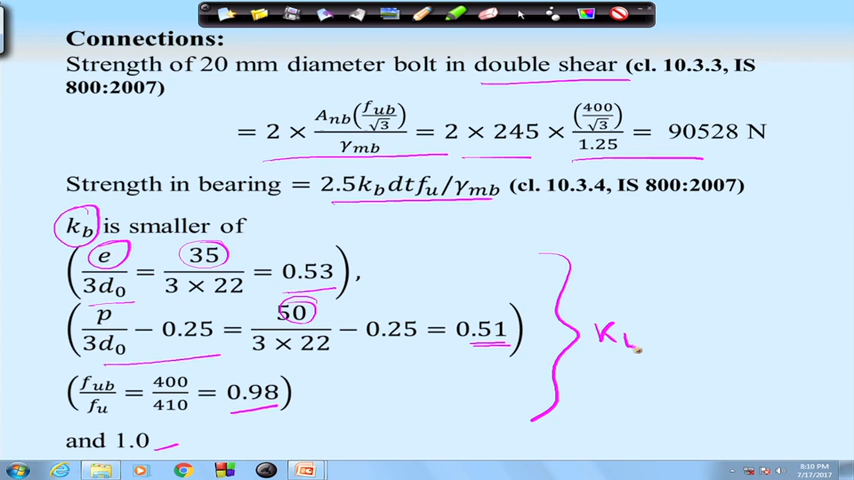 Connections:
Strength of 20 mm diameter bolt in double shear (cl. 10.3.3, IS
800:2007)
= 2 × A_nb(f_ub/√3)/γ_mb = 2 × 245 × (400/√3)/1.25 = 90528 N
Strength in bearing = 2.5k_b dtf_u/γ_mb (cl. 10.3.4, IS 800:2007)
k_b is smaller of
(e/3d_0 = 35/(3 × 22) = 0.53),
(p/3d_0 − 0.25 = 50/(3 × 22) − 0.25 = 0.51)
(f_ub/f_u = 400/410 = 0.98)
and 1.0
8:10 PM
7/17/2017